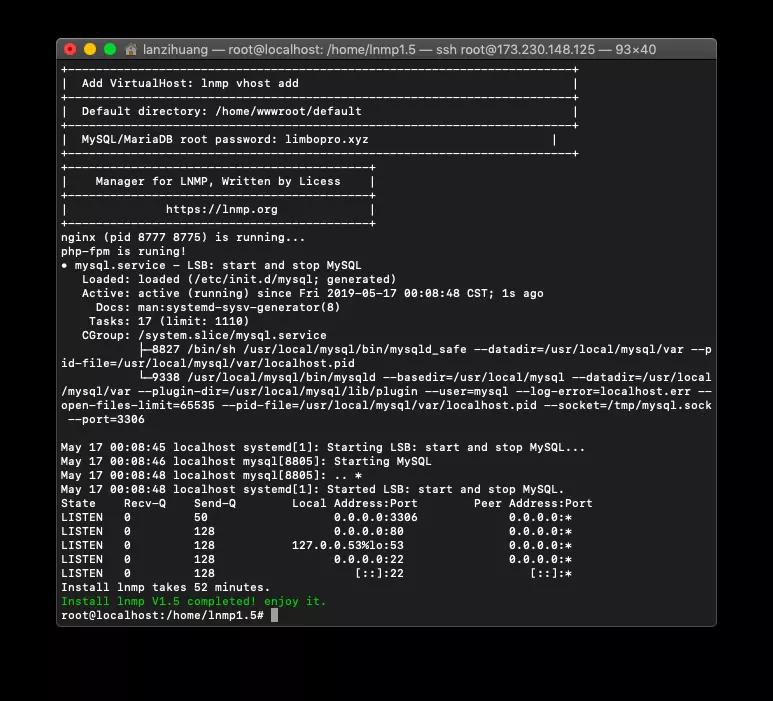 lanzihuang — root@localhost: /home/lnmp1.5 — ssh root@173.230.148.125 — 93×40
+------------------------------------------------------------------------+
|  Add VirtualHost: lnmp vhost add                                       |
+------------------------------------------------------------------------+
|  Default directory: /home/wwwroot/default                              |
+------------------------------------------------------------------------+
|  MySQL/MariaDB root password: limbopro.xyz                          |
+------------------------------------------------------------------------+
+-------------------------------------------+
|    Manager for LNMP, Written by Licess    |
+-------------------------------------------+
|              https://lnmp.org             |
+-------------------------------------------+
nginx (pid 8777 8775) is running...
php-fpm is runing!
● mysql.service - LSB: start and stop MySQL
   Loaded: loaded (/etc/init.d/mysql; generated)
   Active: active (running) since Fri 2019-05-17 00:08:48 CST; 1s ago
     Docs: man:systemd-sysv-generator(8)
    Tasks: 17 (limit: 1110)
   CGroup: /system.slice/mysql.service
           ├─8827 /bin/sh /usr/local/mysql/bin/mysqld_safe --datadir=/usr/local/mysql/var --p
id-file=/usr/local/mysql/var/localhost.pid
           └─9338 /usr/local/mysql/bin/mysqld --basedir=/usr/local/mysql --datadir=/usr/local
/mysql/var --plugin-dir=/usr/local/mysql/lib/plugin --user=mysql --log-error=localhost.err --
open-files-limit=65535 --pid-file=/usr/local/mysql/var/localhost.pid --socket=/tmp/mysql.sock
 --port=3306
May 17 00:08:45 localhost systemd[1]: Starting LSB: start and stop MySQL...
May 17 00:08:46 localhost mysql[8805]: Starting MySQL
May 17 00:08:48 localhost mysql[8805]: .. *
May 17 00:08:48 localhost systemd[1]: Started LSB: start and stop MySQL.
State   Recv-Q    Send-Q        Local Address:Port        Peer Address:Port
LISTEN   0         50                  0.0.0.0:3306             0.0.0.0:*
LISTEN   0         128                 0.0.0.0:80               0.0.0.0:*
LISTEN   0         128           127.0.0.53%lo:53               0.0.0.0:*
LISTEN   0         128                 0.0.0.0:22               0.0.0.0:*
LISTEN   0         128                    [::]:22                  [::]:*
Install lnmp takes 52 minutes.
Install lnmp V1.5 completed! enjoy it.
root@localhost:/home/lnmp1.5#